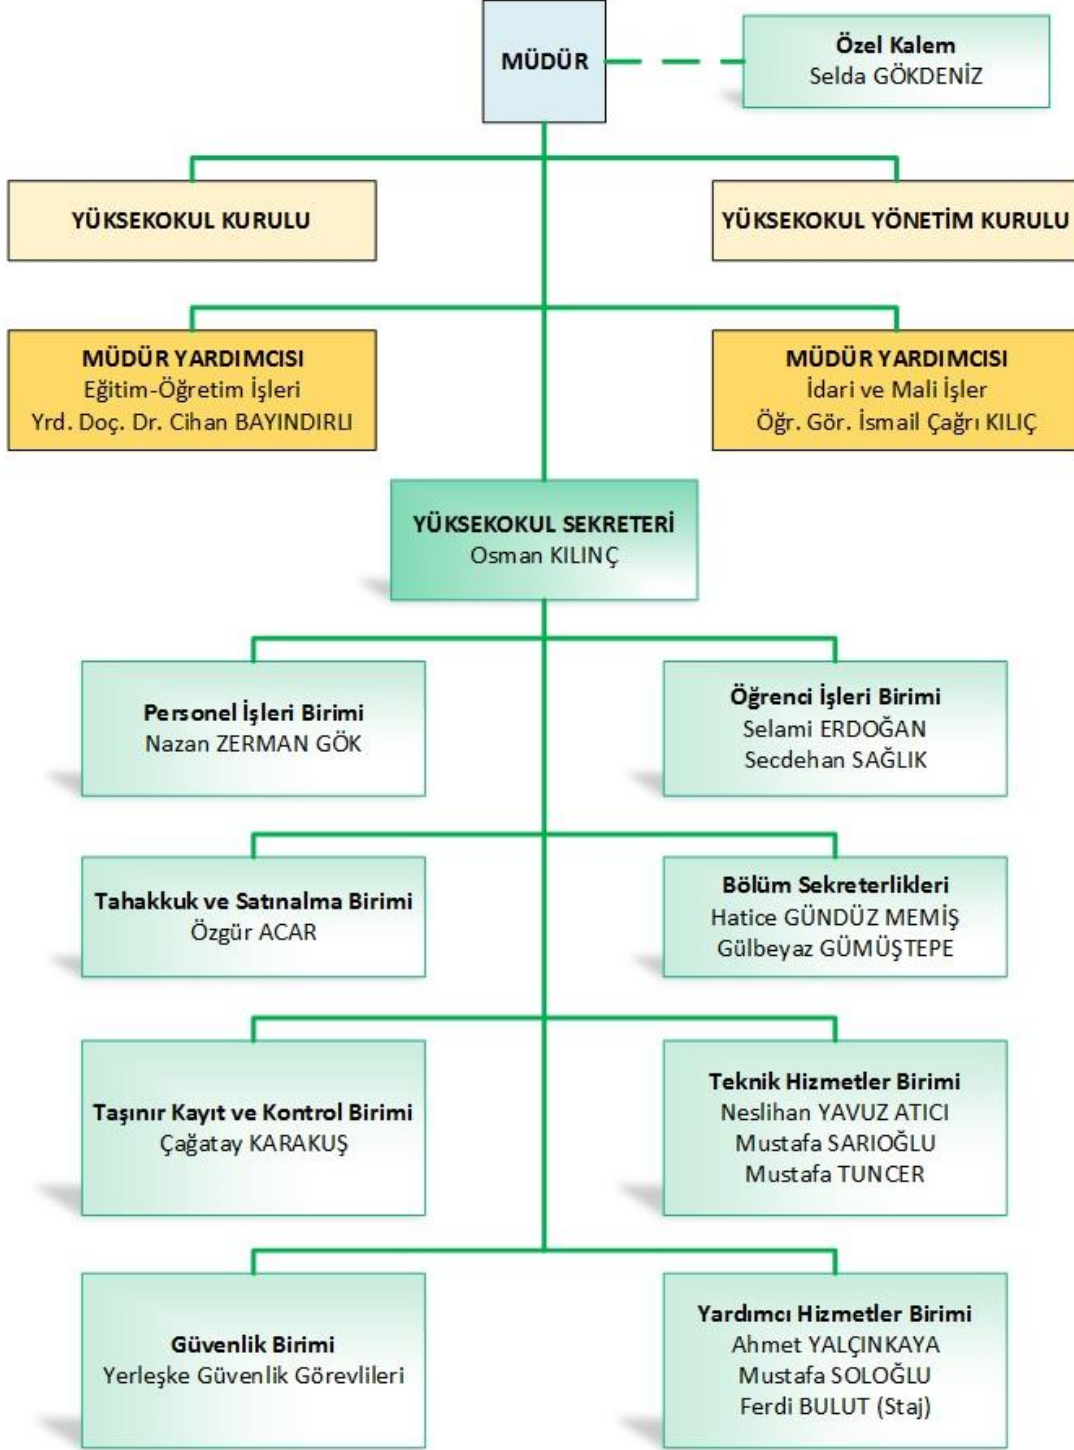 MÜDÜR
Özel Kalem
Selda GÖKDENİZ
YÜKSEKOKUL KURULU
YÜKSEKOKUL YÖNETİM KURULU
MÜDÜR YARDIMCISI
Eğitim-Öğretim İşleri
Yrd. Doç. Dr. Cihan BAYINDIRLI
MÜDÜR YARDIMCISI
İdari ve Mali İşler
Öğr. Gör. İsmail Çağrı KILIÇ
YÜKSEKOKUL SEKRETERİ
Osman KILINÇ
Personel İşleri Birimi
Nazan ZERMAN GÖK
Öğrenci İşleri Birimi
Selami ERDOĞAN
Secdehan SAĞLIK
Tahakkuk ve Satınalma Birimi
Özgür ACAR
Bölüm Sekreterlikleri
Hatice GÜNDÜZ MEMİŞ
Gülbeyaz GÜMÜŞTEPE
Taşınır Kayıt ve Kontrol Birimi
Çağatay KARAKUŞ
Teknik Hizmetler Birimi
Neslihan YAVUZ ATICI
Mustafa SARIOĞLU
Mustafa TUNCER
Güvenlik Birimi
Yerleşke Güvenlik Görevlileri
Yardımcı Hizmetler Birimi
Ahmet YALÇINKAYA
Mustafa SOLOĞLU
Ferdi BULUT (Staj)